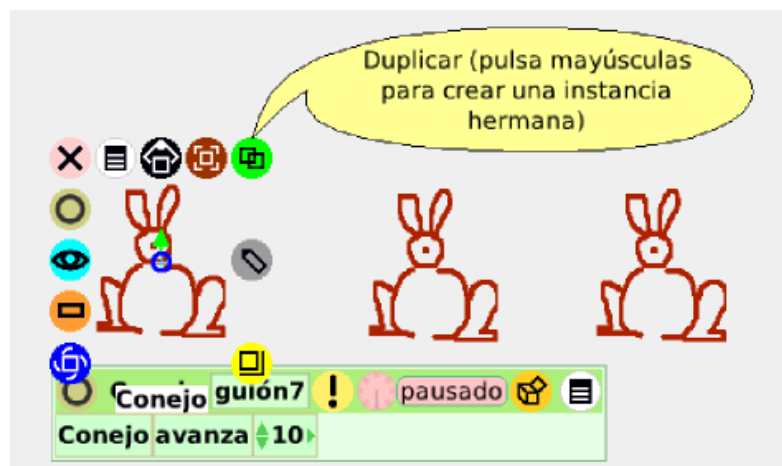 Duplicar (pulsa mayúsculas
para crear una instancia
hermana)
Conejo guión7 ! pausado
Conejo avanza 10